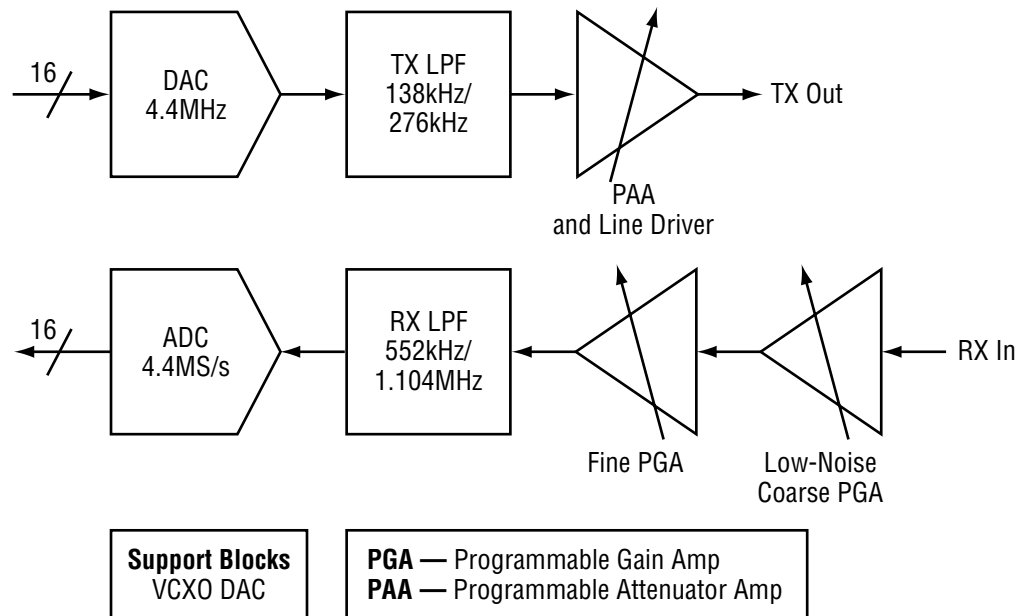 16
DAC
4.4MHz
TX LPF
138kHz/
276kHz
TX Out
PAA
and Line Driver
16
ADC
4.4MS/s
RX LPF
552kHz/
1.104MHz
RX In
Fine PGA
Low-Noise
Coarse PGA
Support Blocks
VCXO DAC
PGA — Programmable Gain Amp
PAA — Programmable Attenuator Amp